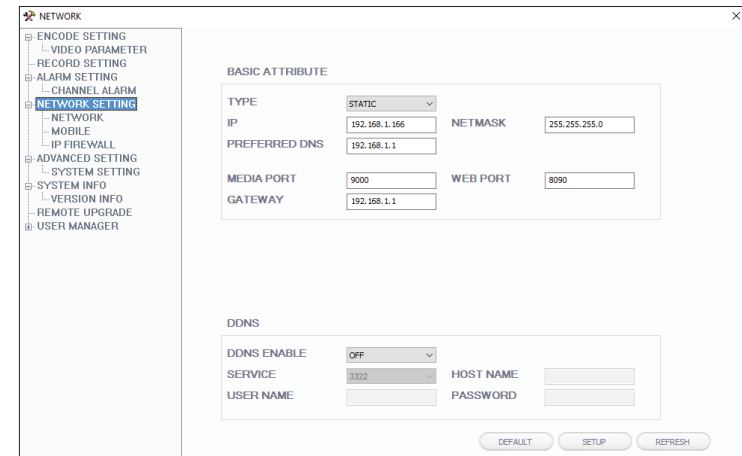 NETWORK
ENCODE SETTING
VIDEO PARAMETER
RECORD SETTING
ALARM SETTING
CHANNEL ALARM
NETWORK SETTING
NETWORK
MOBILE
IP FIREWALL
ADVANCED SETTING
SYSTEM SETTING
SYSTEM INFO
VERSION INFO
REMOTE UPGRADE
USER MANAGER
BASIC ATTRIBUTE
TYPE STATIC
IP 192.168.1.166 NETMASK 255.255.255.0
PREFERRED DNS 192.168.1.1
MEDIA PORT 9000 WEB PORT 8090
GATEWAY 192.168.1.1
DDNS
DDNS ENABLE OFF
SERVICE 3322 HOST NAME
USER NAME PASSWORD
DEFAULT SETUP REFRESH